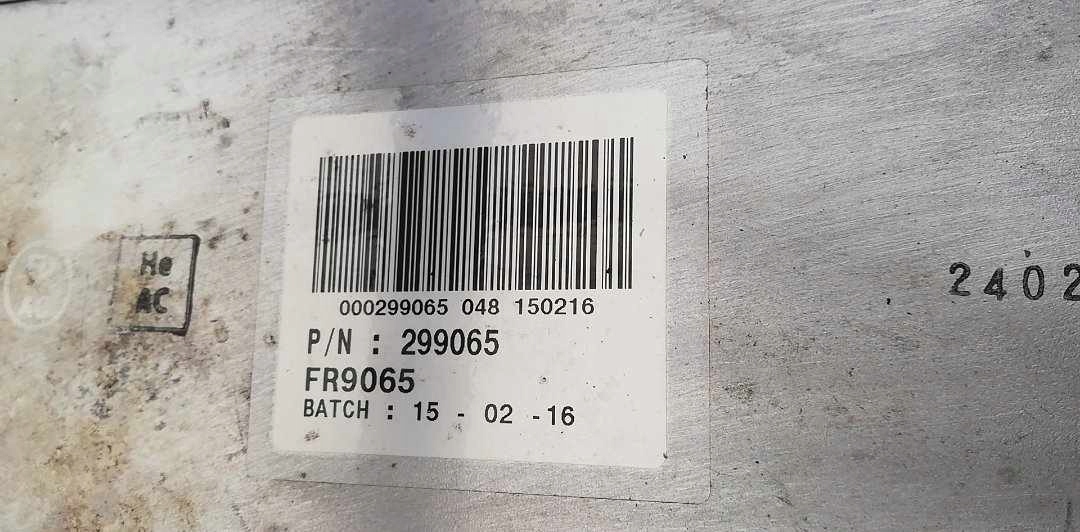 000299065 048 150216
P/N : 299065
FR9065
BATCH : 15 - 02 -16
He
AC
2402